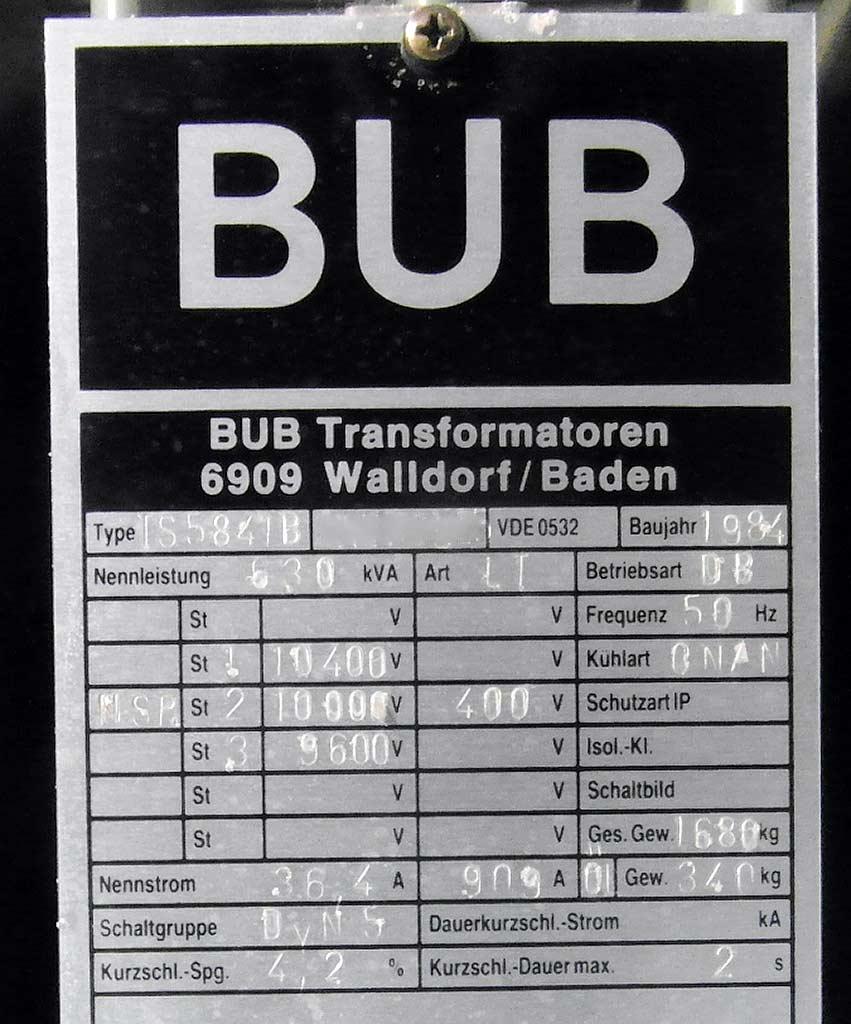 BUB
BUB Transformatoren
6909 Walldorf/Baden
Type TS5841B VDE 0532 Baujahr 1984
Nennleistung 630 kVA Art LT Betriebsart DB
St V V Frequenz 50 Hz
St 1 10400 V V Kühlart ONAN
St 2 10000 V 400 V Schutzart IP
St 3 9600 V V Isol.-Kl.
St V V Schaltbild
St V V Ges. Gew. 1680 kg
Nennstrom 36,4 A 909 A Öl Gew. 340 kg
Schaltgruppe DyN5 Dauerkurzschl.-Strom kA
Kurzschl.-Spg. 4,2 % Kurzschl.-Dauer max. 2 s